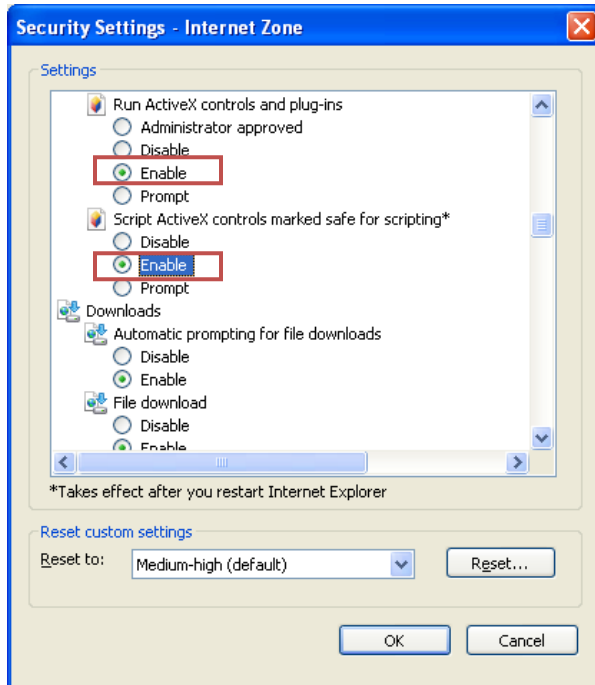 Security Settings - Internet Zone
Settings
Run ActiveX controls and plug-ins
Administrator approved
Disable
Enable
Prompt
Script ActiveX controls marked safe for scripting*
Disable
Enable
Prompt
Downloads
Automatic prompting for file downloads
Disable
Enable
File download
Disable
Enable
*Takes effect after you restart Internet Explorer
Reset custom settings
Reset to: Medium-high (default) Reset...
OK Cancel